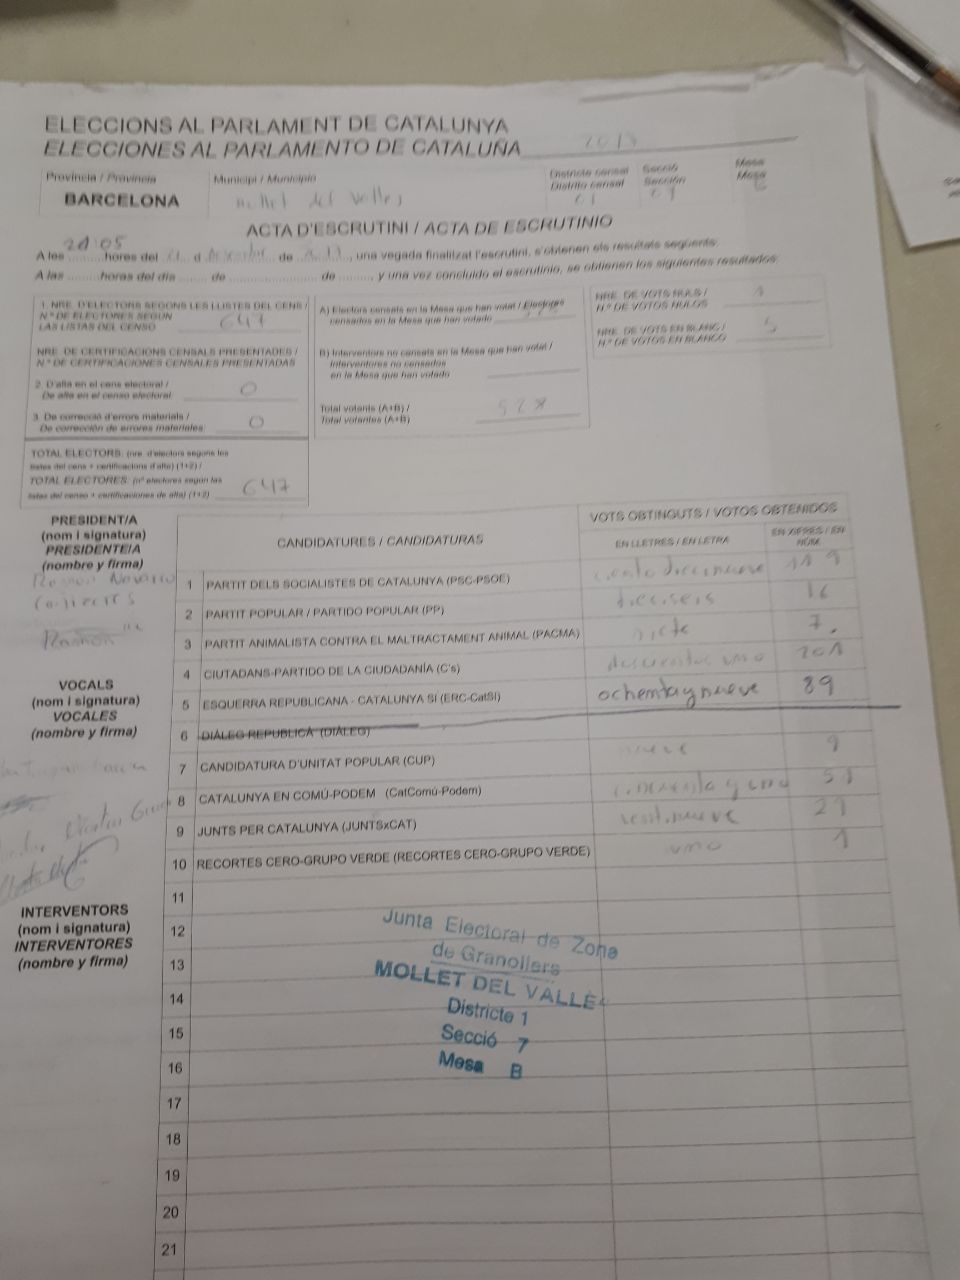 ELECCIONS AL PARLAMENT DE CATALUNYA
ELECCIONES AL PARLAMENTO DE CATALUÑA 2017
Provincia / Provincia
BARCELONA
Municipi / Municipio
Mollet del Vallès
Districte censal
Distrito censal
01
Secció
Sección
Mesa
Mesa
ACTA D'ESCRUTINI / ACTA DE ESCRUTINIO
A les ......... hores del ...... d ............ de ........, una vegada finalitzat l'escrutini, s'obtenen els resultats següents:
A las ......... horas del día ...... de ............ de ........, y una vez concluido el escrutinio, se obtienen los siguientes resultados:
1. NRE. D'ELECTORS SEGONS LES LLISTES DEL CENS /
N.º DE ELECTORES SEGÚN
LAS LISTAS DEL CENSO 647
NRE. DE CERTIFICACIONS CENSALS PRESENTADES /
N.º DE CERTIFICACIONES CENSALES PRESENTADAS
2. D'alta en el cens electoral /
De alta en el censo electoral: 0
3. De correcció d'errors materials /
De corrección de errores materiales: 0
TOTAL ELECTORS: (nre. d'electors segons les
llistes del cens + certificacions d'alta) (1+2) /
TOTAL ELECTORES: (nº electores según las
listas del censo + certificaciones de alta) (1+2) 647
A) Electors censats en la Mesa que han votat / Electores
censados en la Mesa que han votado
B) Interventors no censats en la Mesa que han votat /
Interventores no censados
en la Mesa que han votado
Total votants (A+B) /
Total votantes (A+B) 528
NRE. DE VOTS NULS /
N.º DE VOTOS NULOS 1
NRE. DE VOTS EN BLANC /
N.º DE VOTOS EN BLANCO 5
PRESIDENT/A
(nom i signatura)
PRESIDENTE/A
(nombre y firma)
Ramon Navarro
VOCALS
(nom i signatura)
VOCALES
(nombre y firma)
INTERVENTORS
(nom i signatura)
INTERVENTORES
(nombre y firma)
CANDIDATURES / CANDIDATURAS
VOTS OBTINGUTS / VOTOS OBTENIDOS
EN LLETRES / EN LETRA
EN XIFRES / EN NÚM.
1 PARTIT DELS SOCIALISTES DE CATALUNYA (PSC-PSOE) ciento diecinueve 119
2 PARTIT POPULAR / PARTIDO POPULAR (PP) dieciseis 16
3 PARTIT ANIMALISTA CONTRA EL MALTRACTAMENT ANIMAL (PACMA) siete 7
4 CIUTADANS-PARTIDO DE LA CIUDADANÍA (C's) doscientos uno 201
5 ESQUERRA REPUBLICANA - CATALUNYA SÍ (ERC-CatSÍ) ochenta y nueve 89
6 DIÀLEG REPUBLICÀ (DIÀLEG)
7 CANDIDATURA D'UNITAT POPULAR (CUP) nueve 9
8 CATALUNYA EN COMÚ-PODEM (CatComú-Podem) cincuenta y uno 51
9 JUNTS PER CATALUNYA (JUNTSxCAT) veintinueve 29
10 RECORTES CERO-GRUPO VERDE (RECORTES CERO-GRUPO VERDE) uno 1
11
12
13
14
15
16
17
18
19
20
21
Junta Electoral de Zona
de Granollers
MOLLET DEL VALLÈS
Districte 1
Secció 7
Mesa B